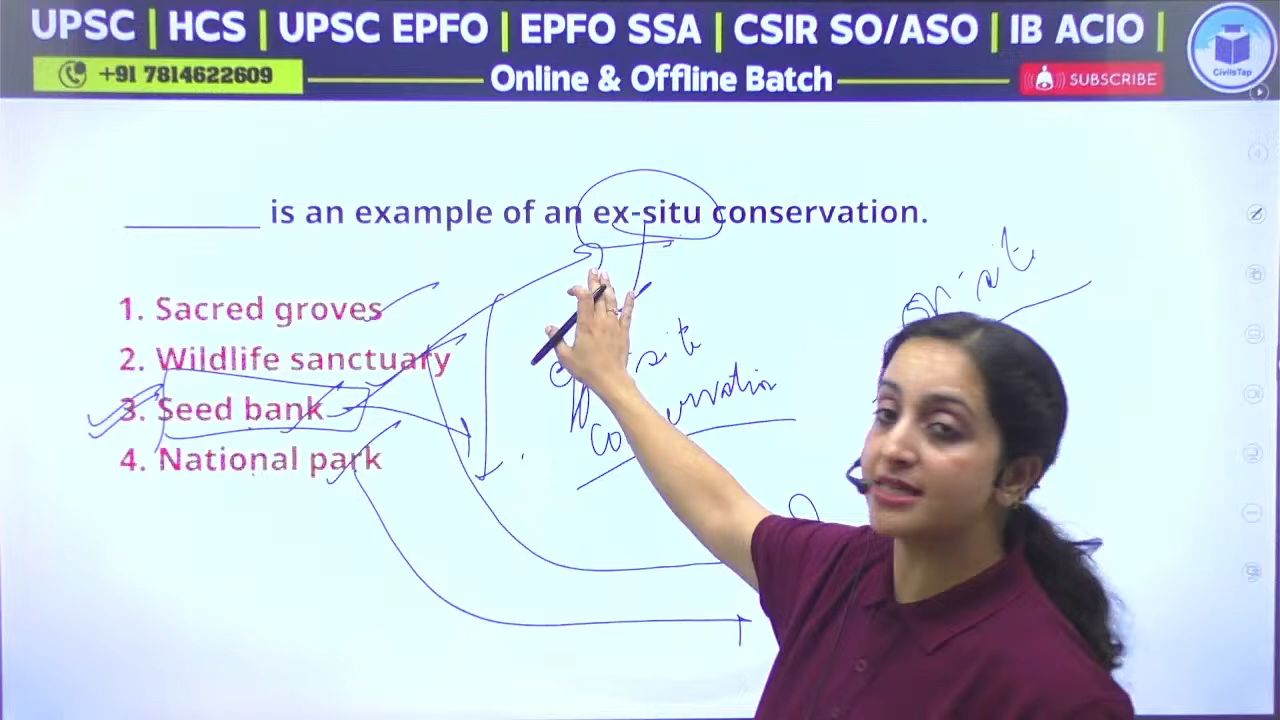 UPSC | HCS | UPSC EPFO | EPFO SSA | CSIR SO/ASO | IB ACIO |
+91 7814622609
Online & Offline Batch
SUBSCRIBE
CivilsTap
________ is an example of an ex-situ conservation.
1. Sacred groves
2. Wildlife sanctuary
3. Seed bank
4. National park
conservation